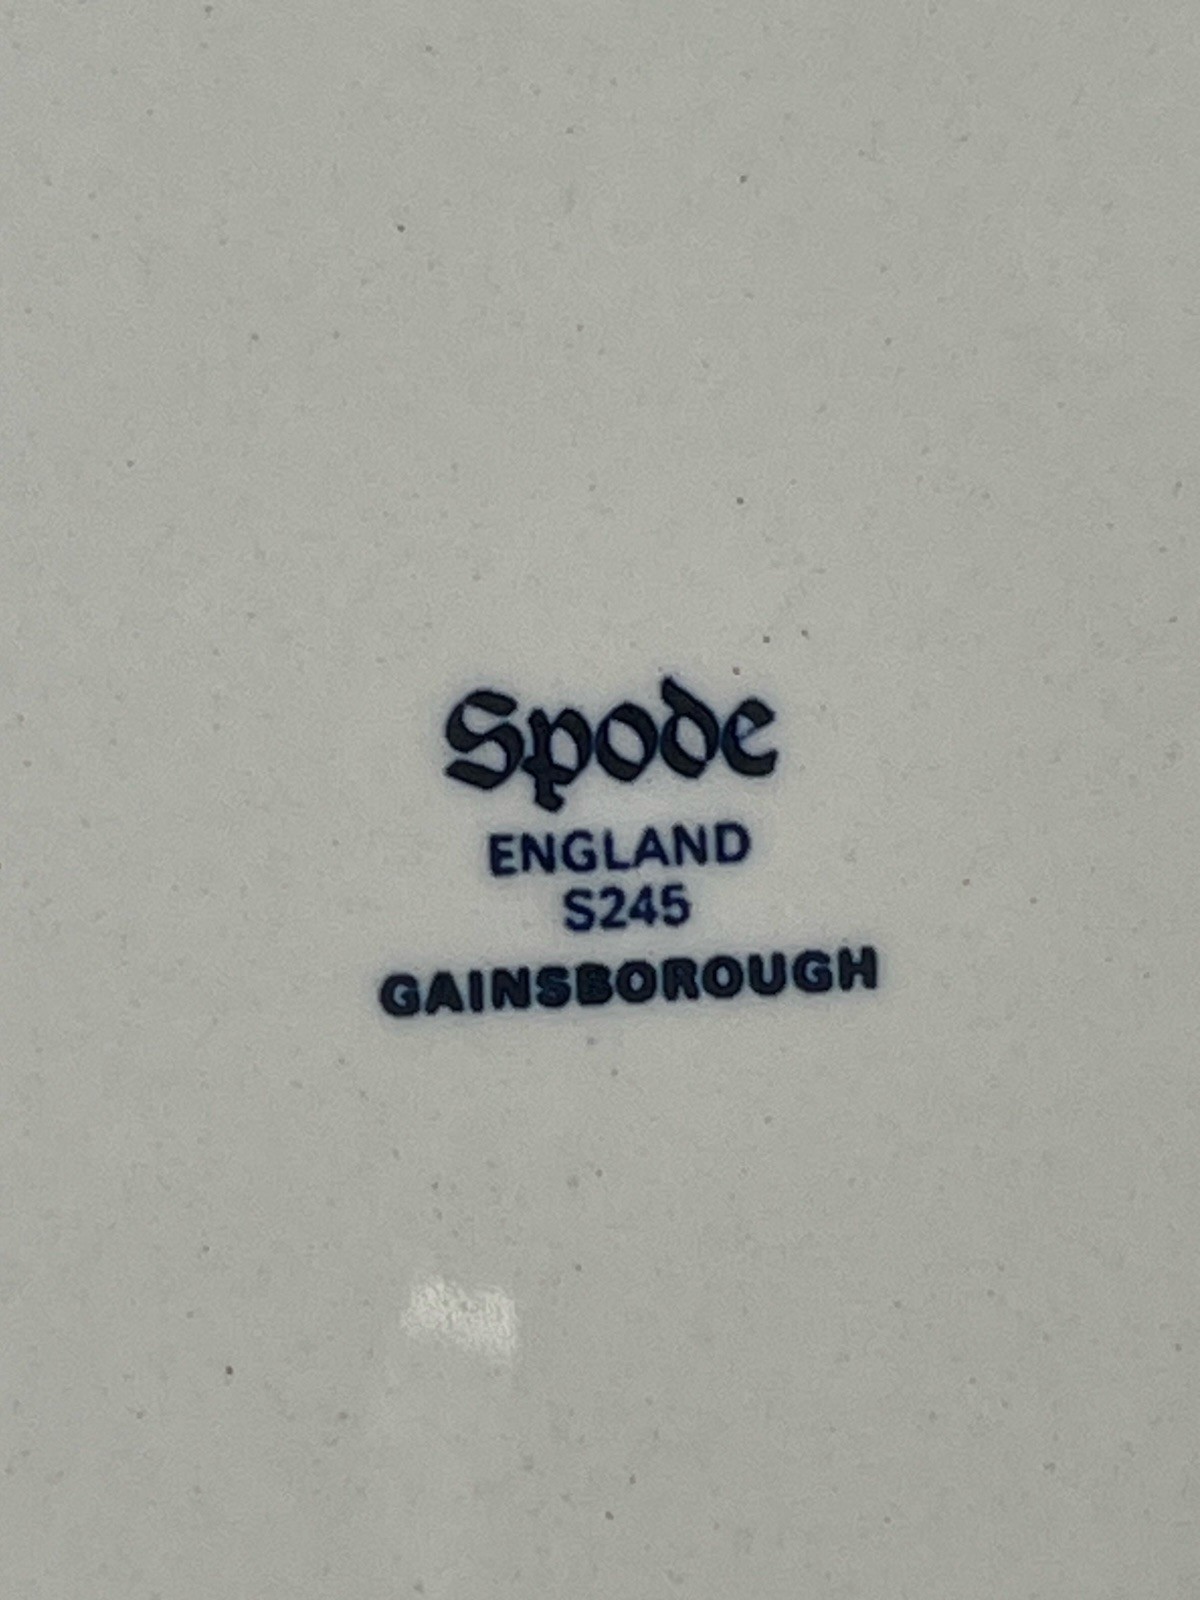 Spode
ENGLAND
S245
GAINSBOROUGH